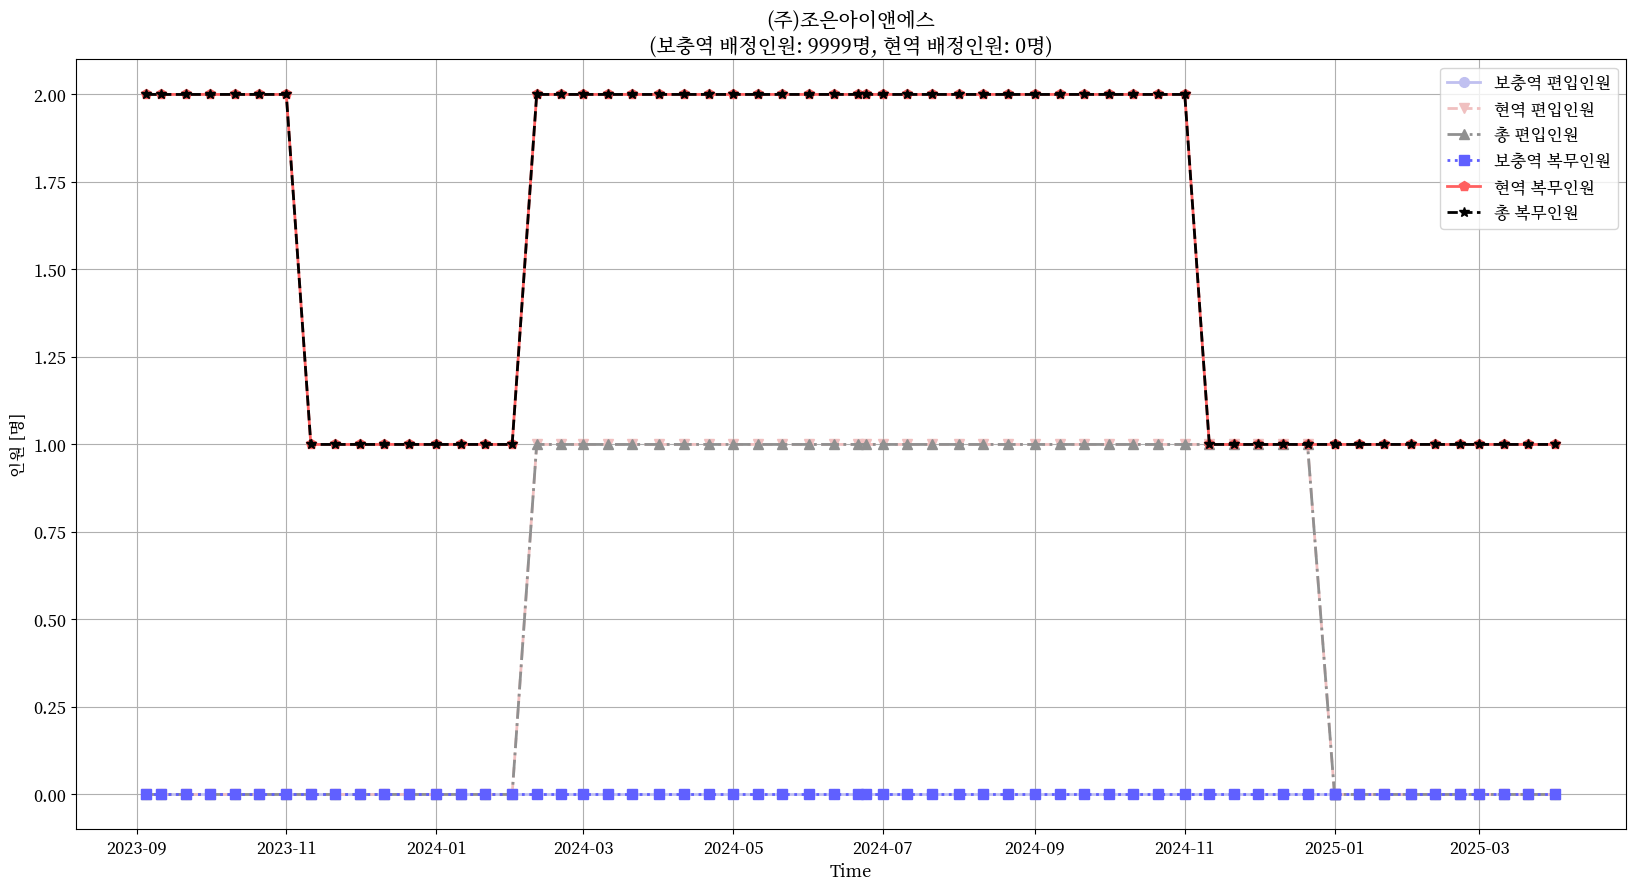 (주)조은아이앤에스
(보충역 배정인원: 9999명, 현역 배정인원: 0명)
보충역 편입인원
현역 편입인원
총 편입인원
보충역 복무인원
현역 복무인원
총 복무인원
2.00
1.75
1.50
1.25
1.00
0.75
0.50
0.25
0.00
인원 [명]
2023-09 2023-11 2024-01 2024-03 2024-05 2024-07 2024-09 2024-11 2025-01 2025-03
Time